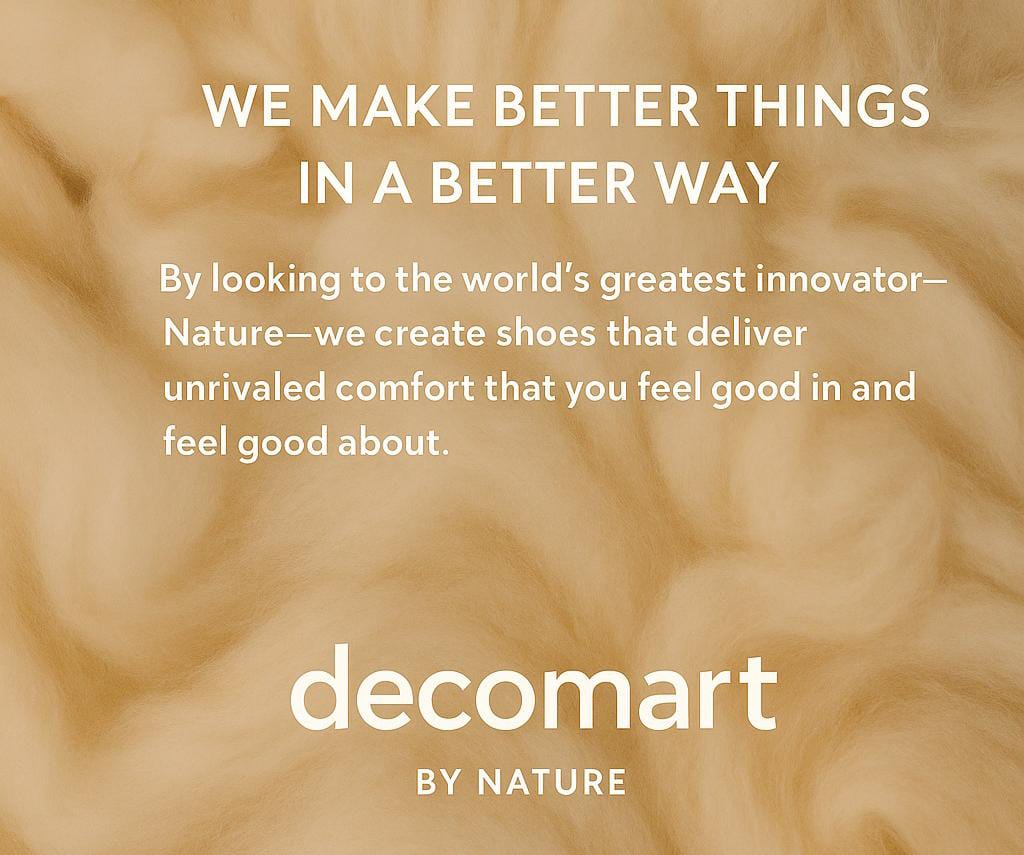 WE MAKE BETTER THINGS
IN A BETTER WAY
By looking to the world’s greatest innovator—
Nature—we create shoes that deliver
unrivaled comfort that you feel good in and
feel good about.
decomart
BY NATURE